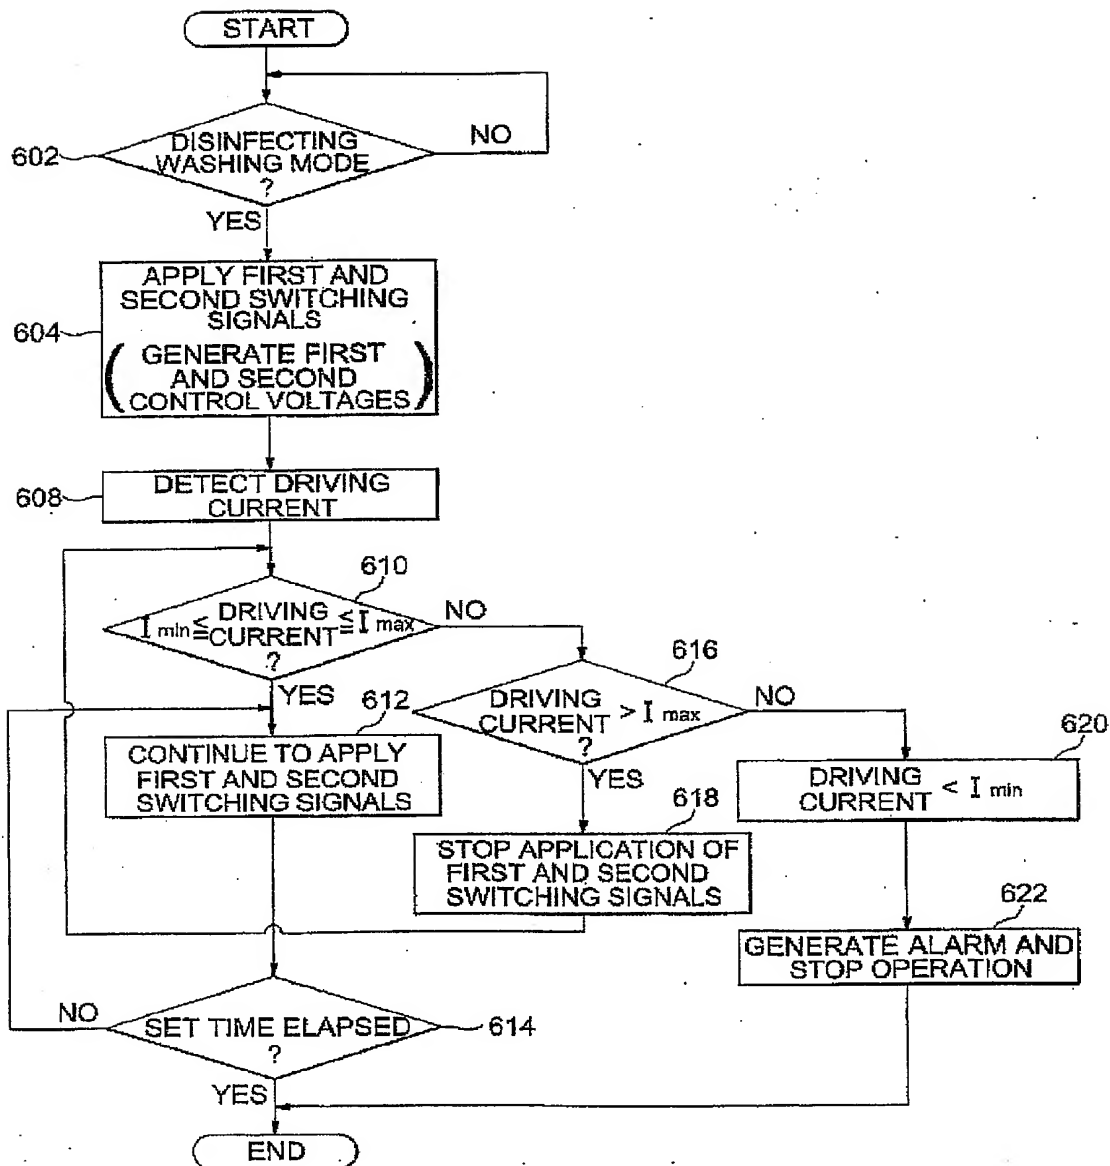 START
DISINFECTING
WASHING MODE
?
NO
602
YES
APPLY FIRST AND
SECOND SWITCHING
SIGNALS
(GENERATE FIRST
AND SECOND
CONTROL VOLTAGES)
604
DETECT DRIVING
CURRENT
608
610
I min ≦ DRIVING CURRENT ≦ I max
?
NO
YES
616
DRIVING
CURRENT > I max
?
NO
YES
612
CONTINUE TO APPLY
FIRST AND SECOND
SWITCHING SIGNALS
620
DRIVING
CURRENT < I min
618
STOP APPLICATION OF
FIRST AND SECOND
SWITCHING SIGNALS
622
GENERATE ALARM AND
STOP OPERATION
NO
SET TIME ELAPSED
?
614
YES
END